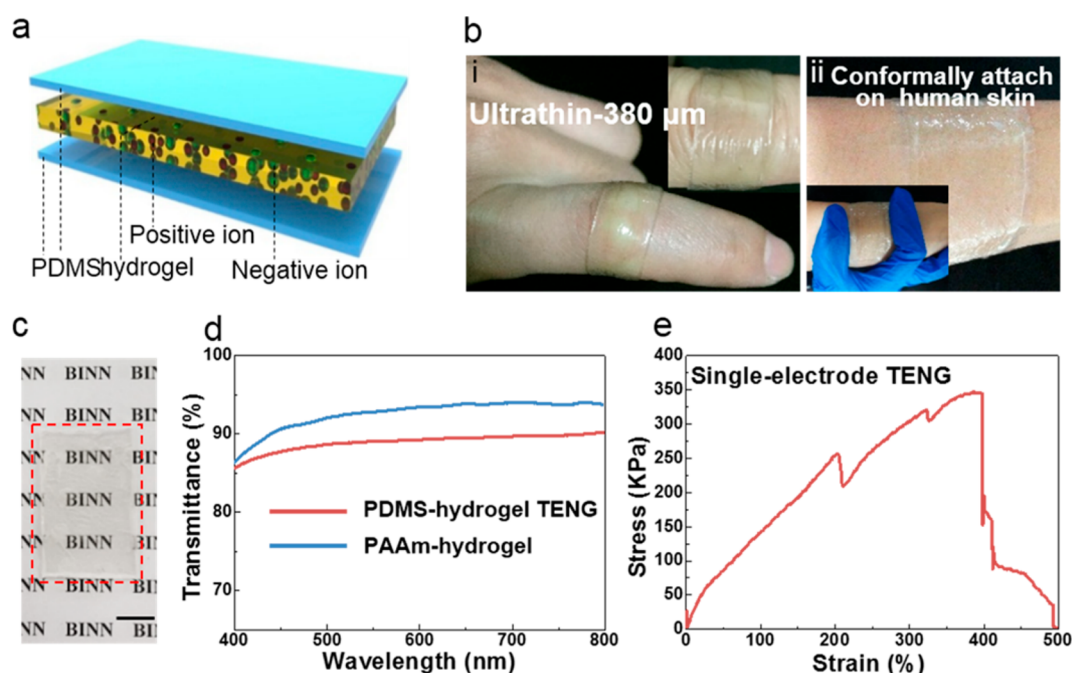 a
Positive ion
PDMS hydrogel
Negative ion
b
i
Ultrathin-380 μm
ii
Conformally attach
on human skin
c
NN BINN BIN
NN BINN BIN
NN BINN BIN
NN BINN BIN
NN BINN BIN
NN BINN BIN
NN BINN BI
d
Transmittance (%)
100
90
80
70
400
500
600
700
800
PDMS-hydrogel TENG
PAAm-hydrogel
Wavelength (nm)
e
Single-electrode TENG
Stress (KPa)
400
350
300
250
200
150
100
50
0
0
100
200
300
400
500
Strain (%)